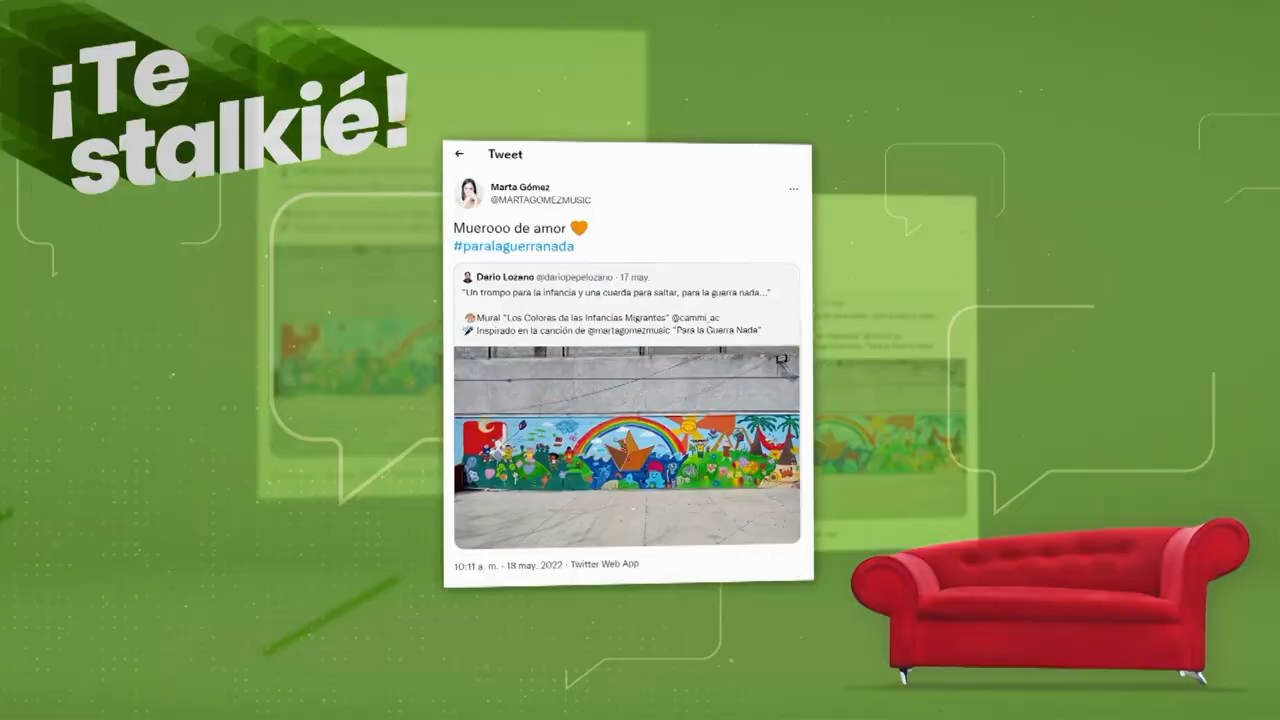 ¡Te
stalkié!
Tweet
Marta Gómez
@MARTAGOMEZMUSIC
Muerooo de amor 🧡
#paralaguerranada
Dario Lozano @dariopepelozano · 17 may.
"Un trompo para la infancia y una cuerda para saltar, para la guerra nada..."
🎨Mural "Los Colores de las Infancias Migrantes" @cammi_ac
🎤 Inspirado en la canción de @martagomezmusic "Para la Guerra Nada"
10:11 a. m. · 18 may. 2022 · Twitter Web App